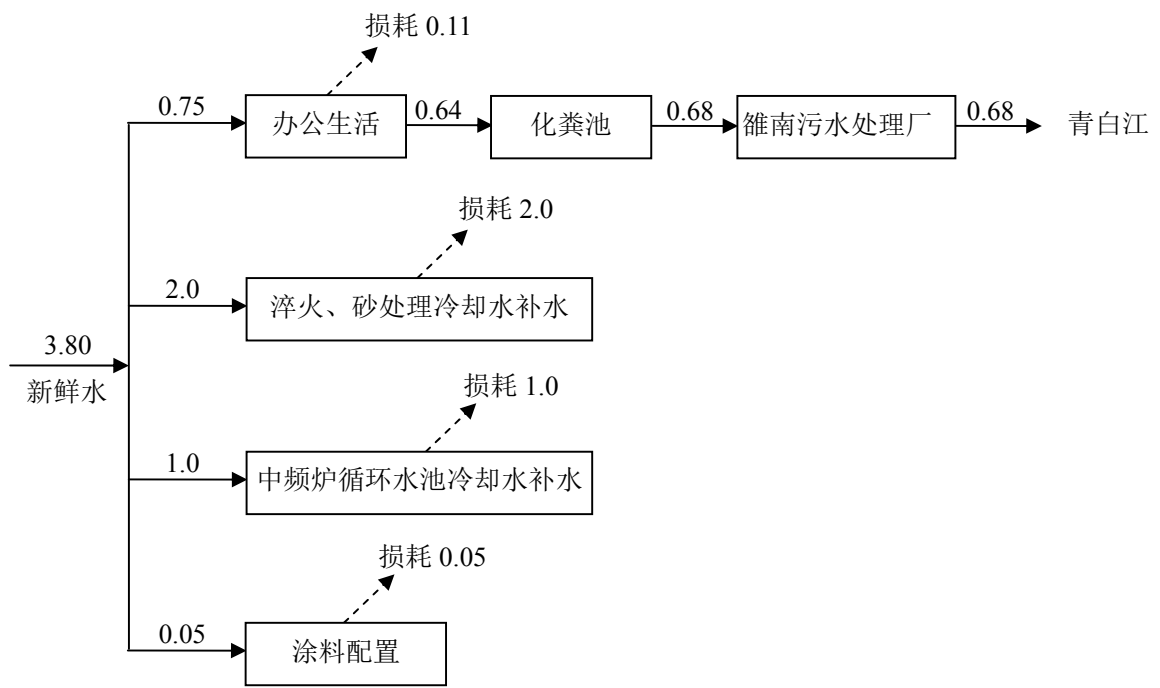 损耗 0.11
0.75
办公生活
0.64
化粪池
0.68
雒南污水处理厂
0.68
青白江
损耗 2.0
2.0
淬火、砂处理冷却水补水
3.80
新鲜水
损耗 1.0
1.0
中频炉循环水池冷却水补水
损耗 0.05
0.05
涂料配置